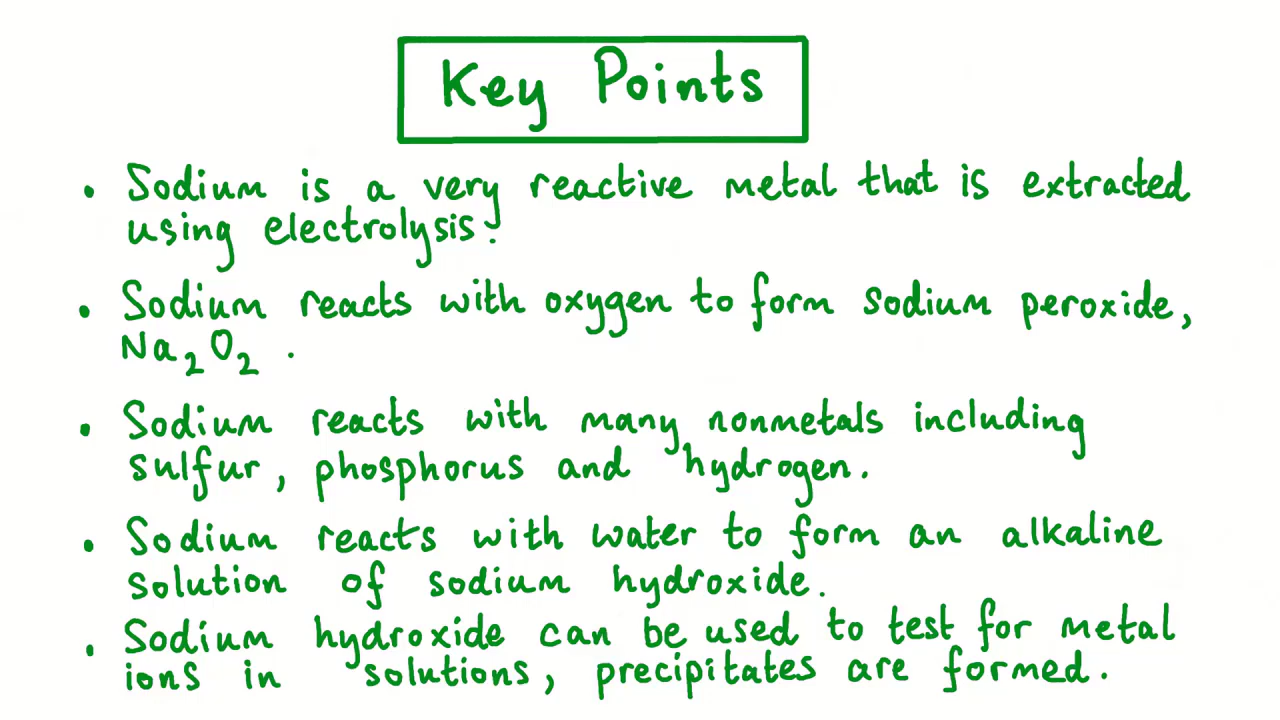 Key Points
• Sodium is a very reactive metal that is extracted
using electrolysis.
• Sodium reacts with oxygen to form sodium peroxide,
Na₂O₂.
• Sodium reacts with many nonmetals including
sulfur, phosphorus and hydrogen.
• Sodium reacts with water to form an alkaline
solution of sodium hydroxide.
• Sodium hydroxide can be used to test for metal
ions in solutions, precipitates are formed.